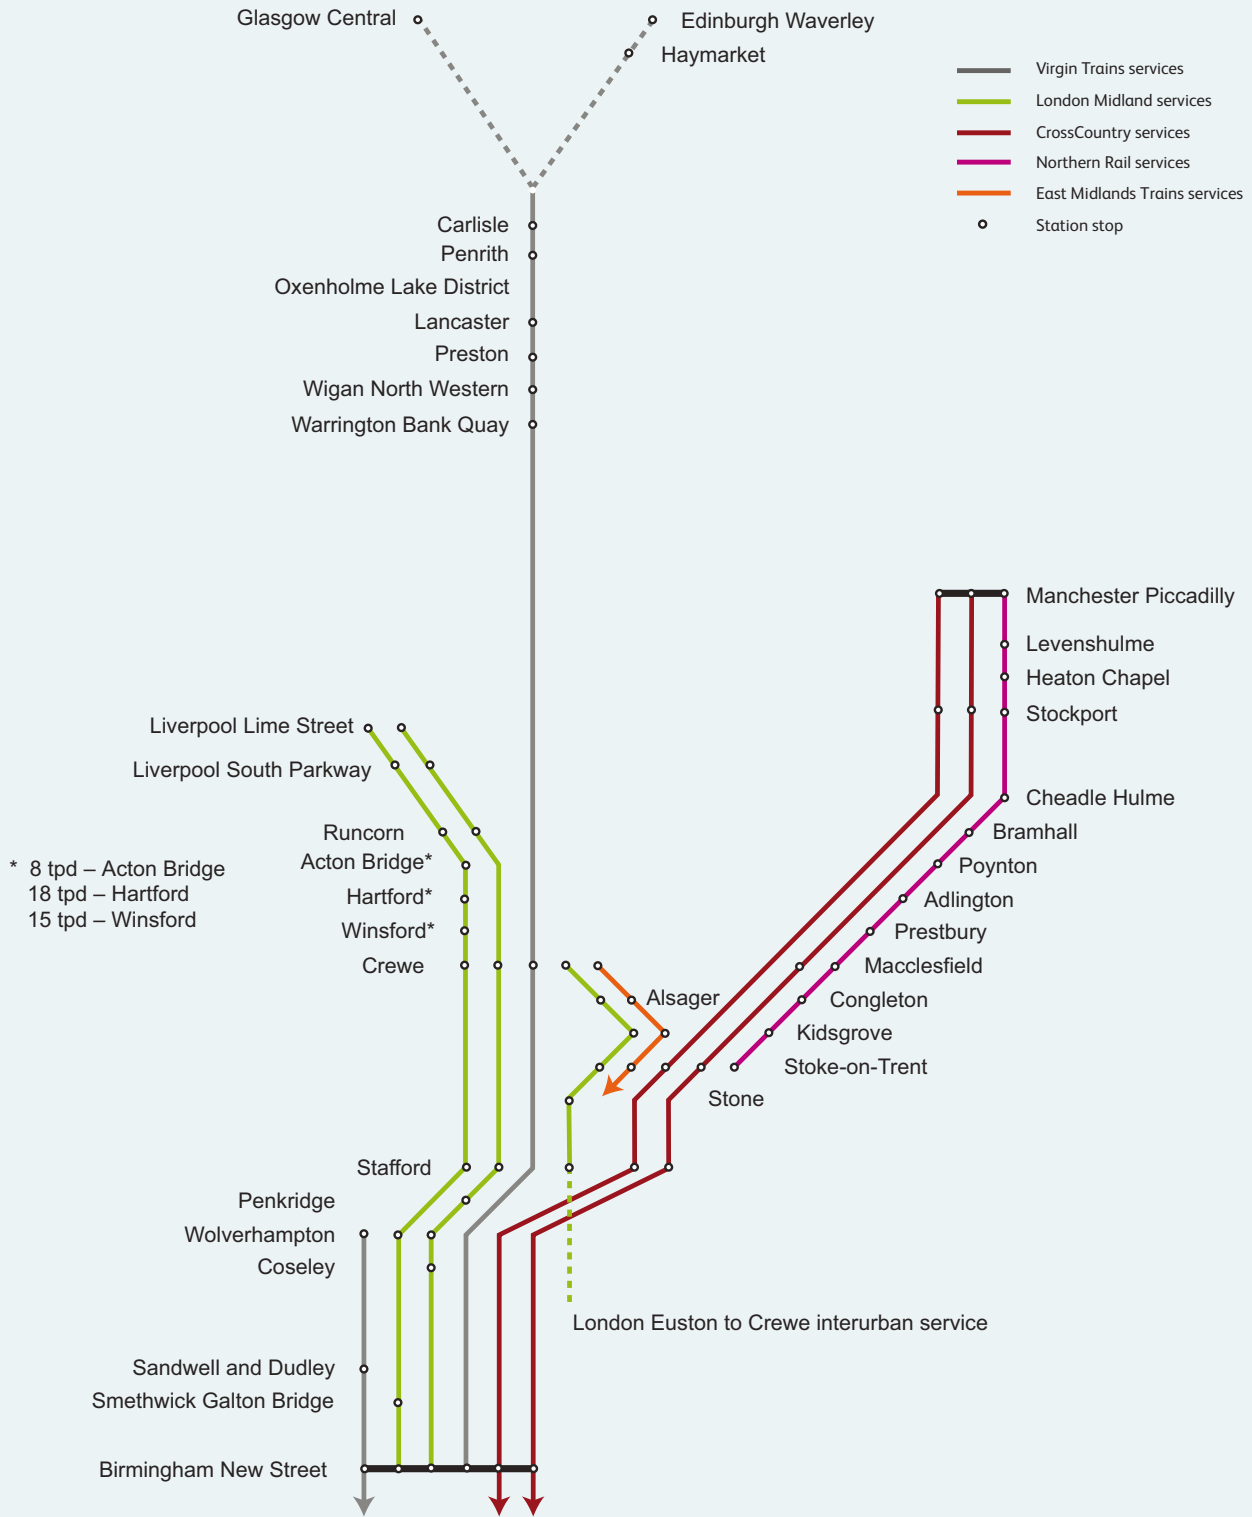 Glasgow Central
Edinburgh Waverley
Haymarket
Virgin Trains services
London Midland services
CrossCountry services
Northern Rail services
East Midlands Trains services
Station stop
Carlisle
Penrith
Oxenholme Lake District
Lancaster
Preston
Wigan North Western
Warrington Bank Quay
Manchester Piccadilly
Levenshulme
Heaton Chapel
Stockport
Liverpool Lime Street
Liverpool South Parkway
Cheadle Hulme
Runcorn
Bramhall
Acton Bridge*
Poynton
* 8 tpd – Acton Bridge
18 tpd – Hartford
15 tpd – Winsford
Hartford*
Adlington
Winsford*
Prestbury
Crewe
Macclesfield
Alsager
Congleton
Kidsgrove
Stoke-on-Trent
Stone
Stafford
Penkridge
Wolverhampton
Coseley
London Euston to Crewe interurban service
Sandwell and Dudley
Smethwick Galton Bridge
Birmingham New Street